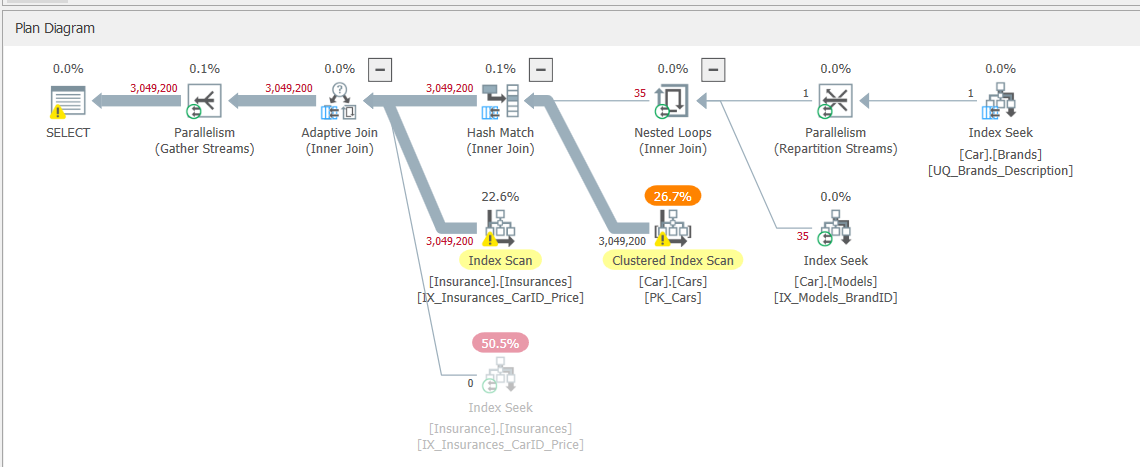 Plan Diagram
0.0%
0.1%
0.0%
0.1%
0.0%
0.0%
0.0%
3,049,200
3,049,200
3,049,200
35
1
1
SELECT
Parallelism
(Gather Streams)
Adaptive Join
(Inner Join)
Hash Match
(Inner Join)
Nested Loops
(Inner Join)
Parallelism
(Repartition Streams)
Index Seek
[Car].[Brands]
[UQ_Brands_Description]
22.6%
3,049,200
Index Scan
[Insurance].[Insurances]
[IX_Insurances_CarID_Price]
26.7%
3,049,200
Clustered Index Scan
[Car].[Cars]
[PK_Cars]
0.0%
35
Index Seek
[Car].[Models]
[IX_Models_BrandID]
50.5%
0
Index Seek
[Insurance].[Insurances]
[IX_Insurances_CarID_Price]